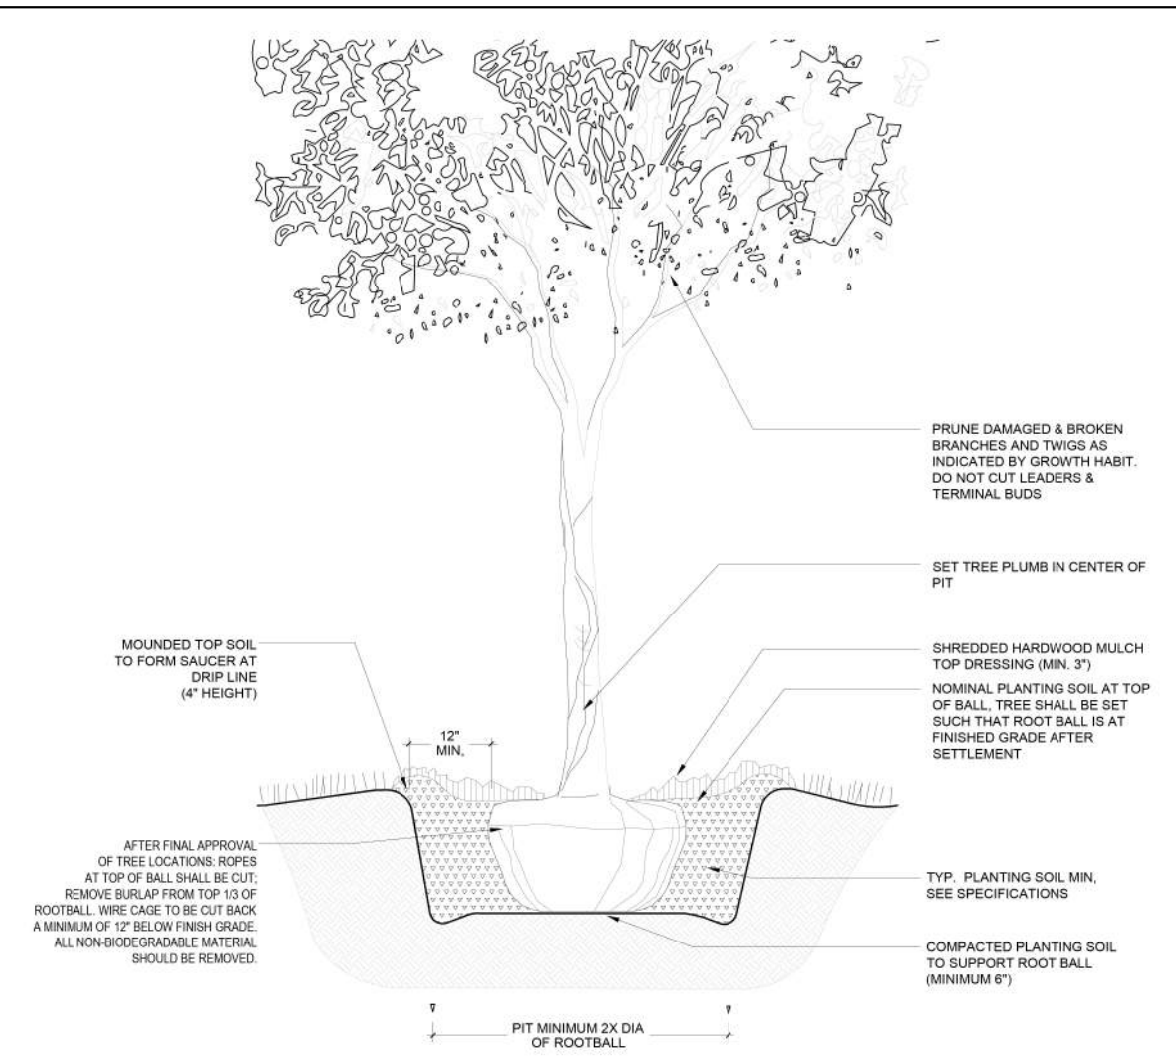 PRUNE DAMAGED & BROKEN
BRANCHES AND TWIGS AS
INDICATED BY GROWTH HABIT.
DO NOT CUT LEADERS &
TERMINAL BUDS
SET TREE PLUMB IN CENTER OF
PIT
MOUNDED TOP SOIL
TO FORM SAUCER AT
DRIP LINE
(4" HEIGHT)
SHREDDED HARDWOOD MULCH
TOP DRESSING (MIN. 3")
NOMINAL PLANTING SOIL AT TOP
OF BALL, TREE SHALL BE SET
SUCH THAT ROOT BALL IS AT
FINISHED GRADE AFTER
SETTLEMENT
12"
MIN.
AFTER FINAL APPROVAL
OF TREE LOCATIONS; ROPES
AT TOP OF BALL SHALL BE CUT;
REMOVE BURLAP FROM TOP 1/3 OF
ROOTBALL. WIRE CAGE TO BE CUT BACK
A MINIMUM OF 12" BELOW FINISH GRADE.
ALL NON-BIODEGRADABLE MATERIAL
SHOULD BE REMOVED.
TYP. PLANTING SOIL MIN,
SEE SPECIFICATIONS
COMPACTED PLANTING SOIL
TO SUPPORT ROOT BALL
(MINIMUM 6")
PIT MINIMUM 2X DIA
OF ROOTBALL